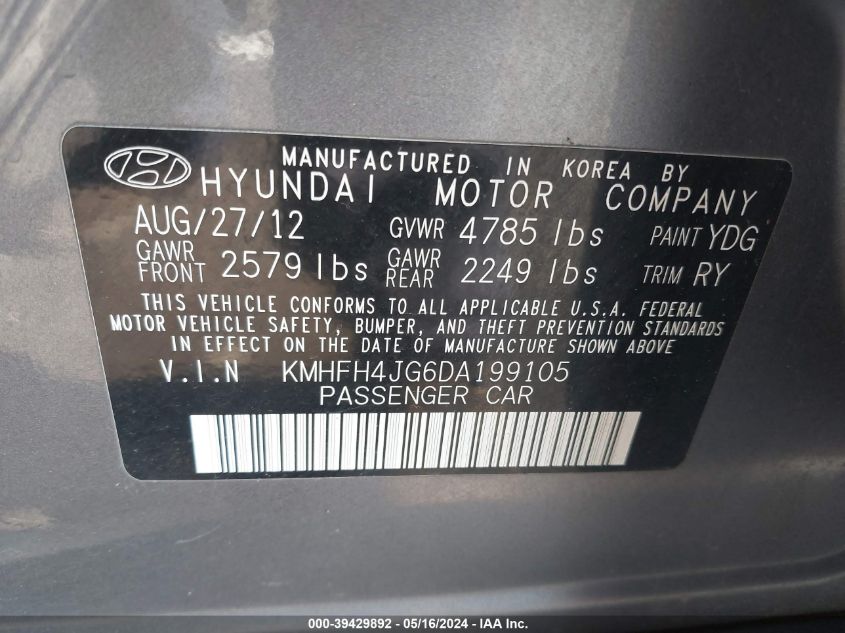 MANUFACTURED IN KOREA BY
HYUNDAI MOTOR COMPANY
AUG/27/12 GVWR 4785 lbs PAINT YDG
GAWR FRONT 2579 lbs GAWR REAR 2249 lbs TRIM RY
THIS VEHICLE CONFORMS TO ALL APPLICABLE U.S.A. FEDERAL
MOTOR VEHICLE SAFETY, BUMPER, AND THEFT PREVENTION STANDARDS
IN EFFECT ON THE DATE OF MANUFACTURE SHOWN ABOVE
V.I.N KMHFH4JG6DA199105
PASSENGER CAR
000-39429892 - 05/16/2024 - IAA Inc.